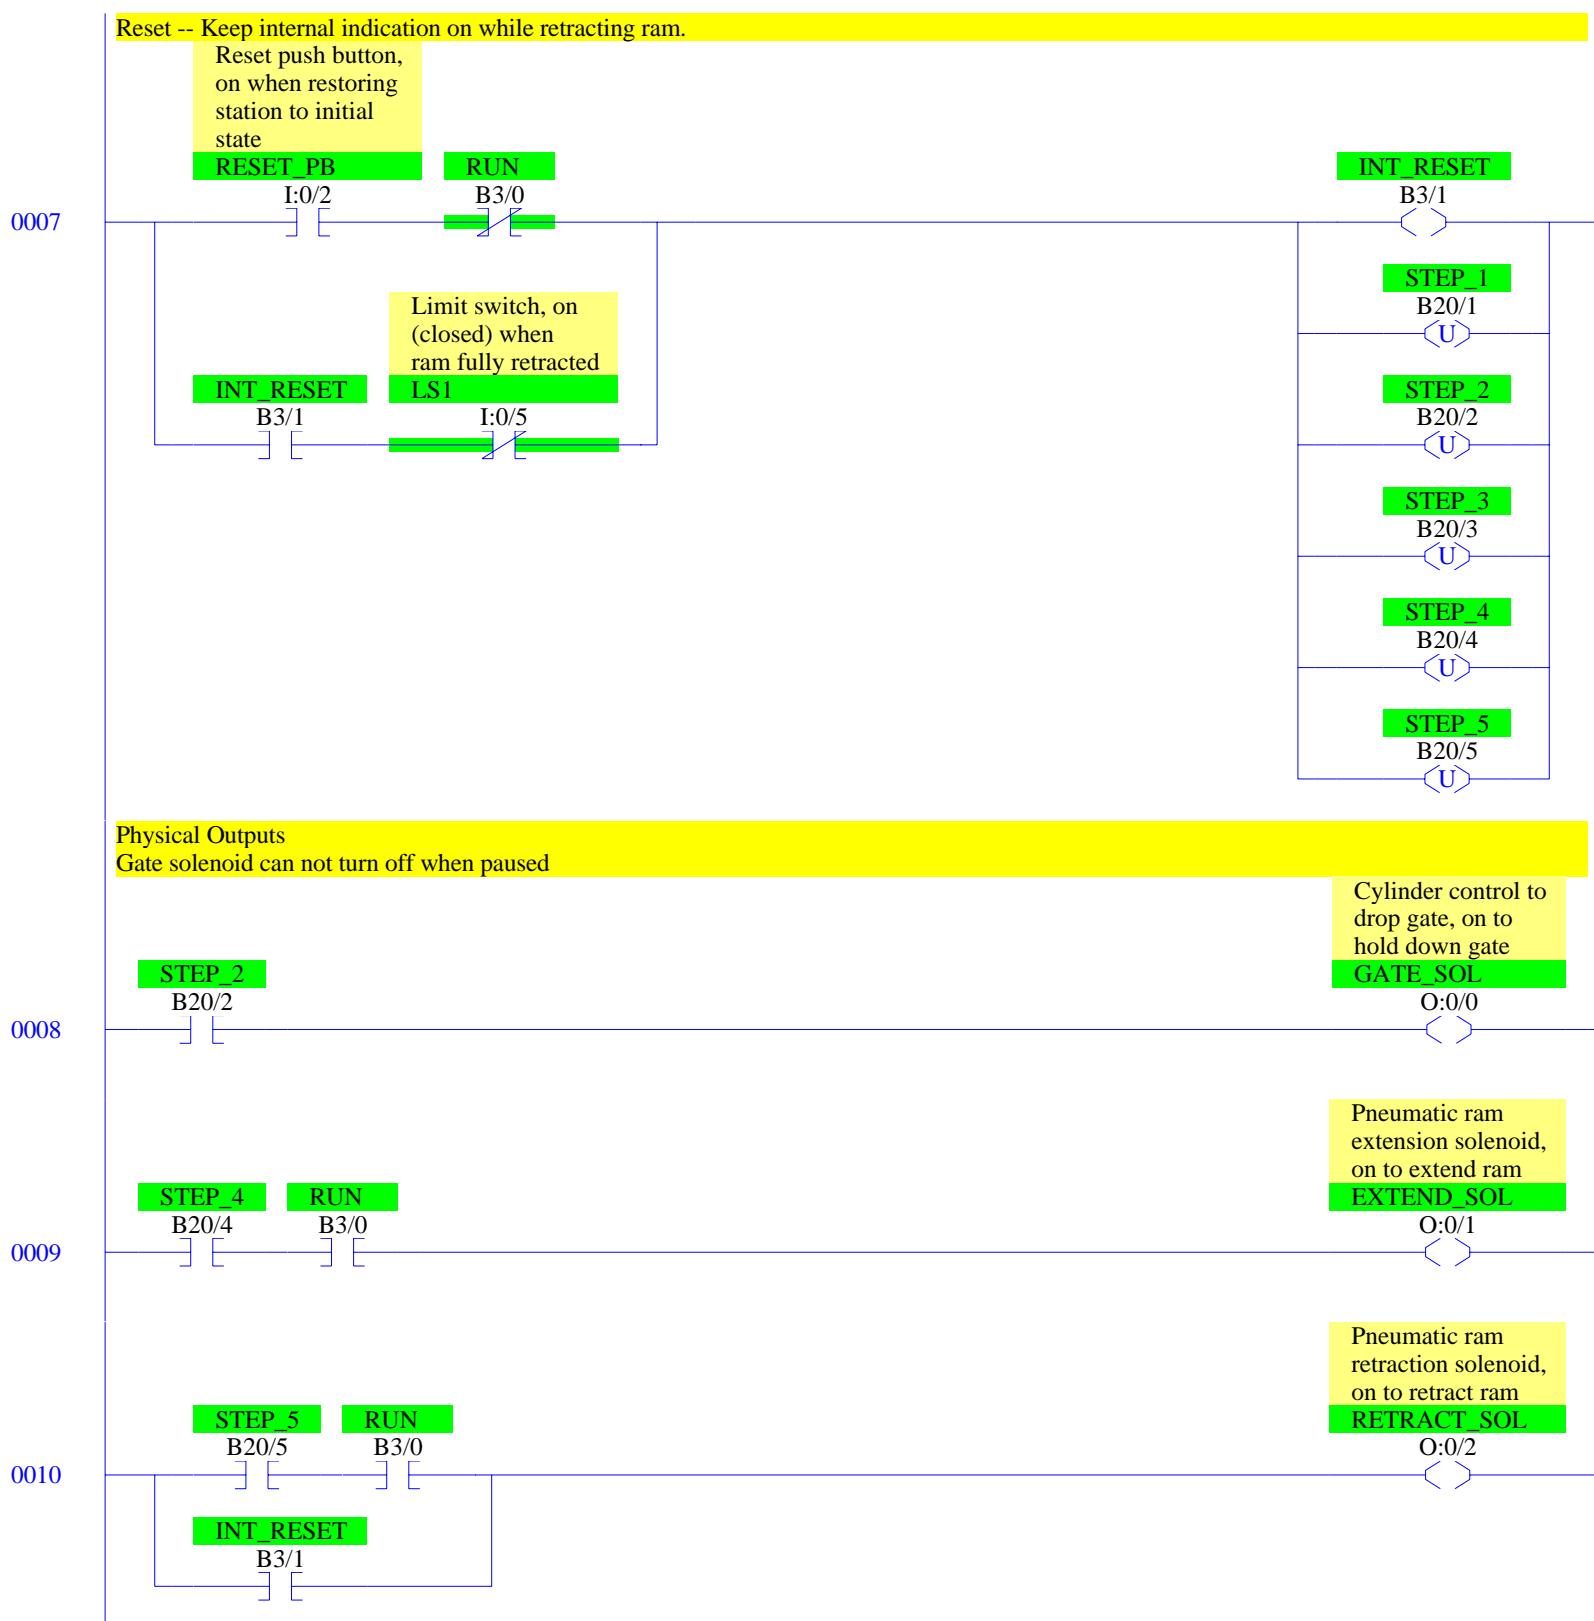 Reset -- Keep internal indication on while retracting ram.
Reset push button,
on when restoring
station to initial
state
RESET_PB RUN INT_RESET
I:0/2 B3/0 B3/1
0007
STEP_1
B20/1
U
Limit switch, on
(closed) when
ram fully retracted
INT_RESET LS1 STEP_2
B3/1 I:0/5 B20/2
U
STEP_3
B20/3
U
STEP_4
B20/4
U
STEP_5
B20/5
U
Physical Outputs
Gate solenoid can not turn off when paused
Cylinder control to
drop gate, on to
hold down gate
STEP_2 GATE_SOL
B20/2 O:0/0
0008
Pneumatic ram
extension solenoid,
on to extend ram
STEP_4 RUN EXTEND_SOL
B20/4 B3/0 O:0/1
0009
Pneumatic ram
retraction solenoid,
on to retract ram
STEP_5 RUN RETRACT_SOL
B20/5 B3/0 O:0/2
0010
INT_RESET
B3/1